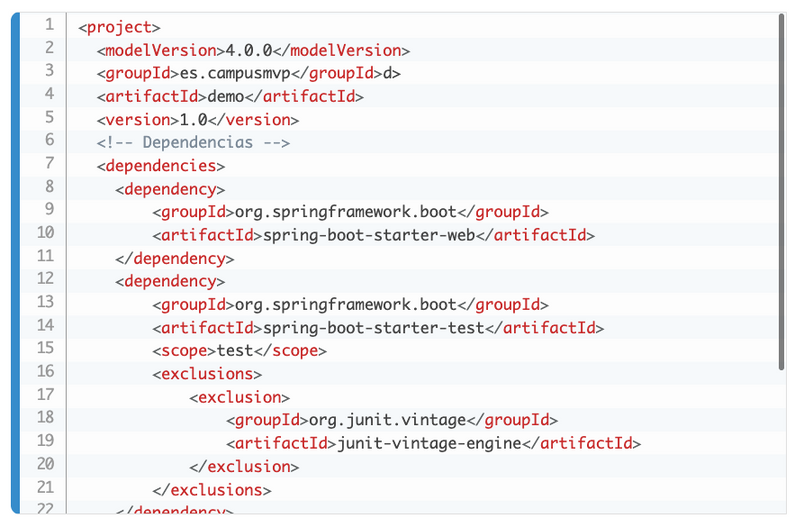 1 <project>
2 <modelVersion>4.0.0</modelVersion>
3 <groupId>es.campusmvp</groupId>d>
4 <artifactId>demo</artifactId>
5 <version>1.0</version>
6 <!-- Dependencias -->
7 <dependencies>
8 <dependency>
9 <groupId>org.springframework.boot</groupId>
10 <artifactId>spring-boot-starter-web</artifactId>
11 </dependency>
12 <dependency>
13 <groupId>org.springframework.boot</groupId>
14 <artifactId>spring-boot-starter-test</artifactId>
15 <scope>test</scope>
16 <exclusions>
17 <exclusion>
18 <groupId>org.junit.vintage</groupId>
19 <artifactId>junit-vintage-engine</artifactId>
20 </exclusion>
21 </exclusions>
22 </dependency>